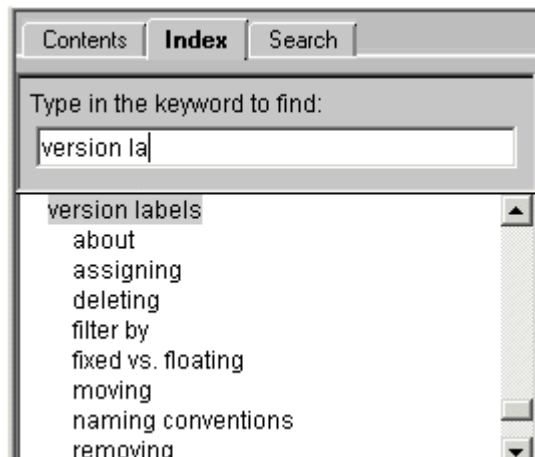 Contents Index Search
Type in the keyword to find:
version la
version labels
about
assigning
deleting
filter by
fixed vs. floating
moving
naming conventions
removing